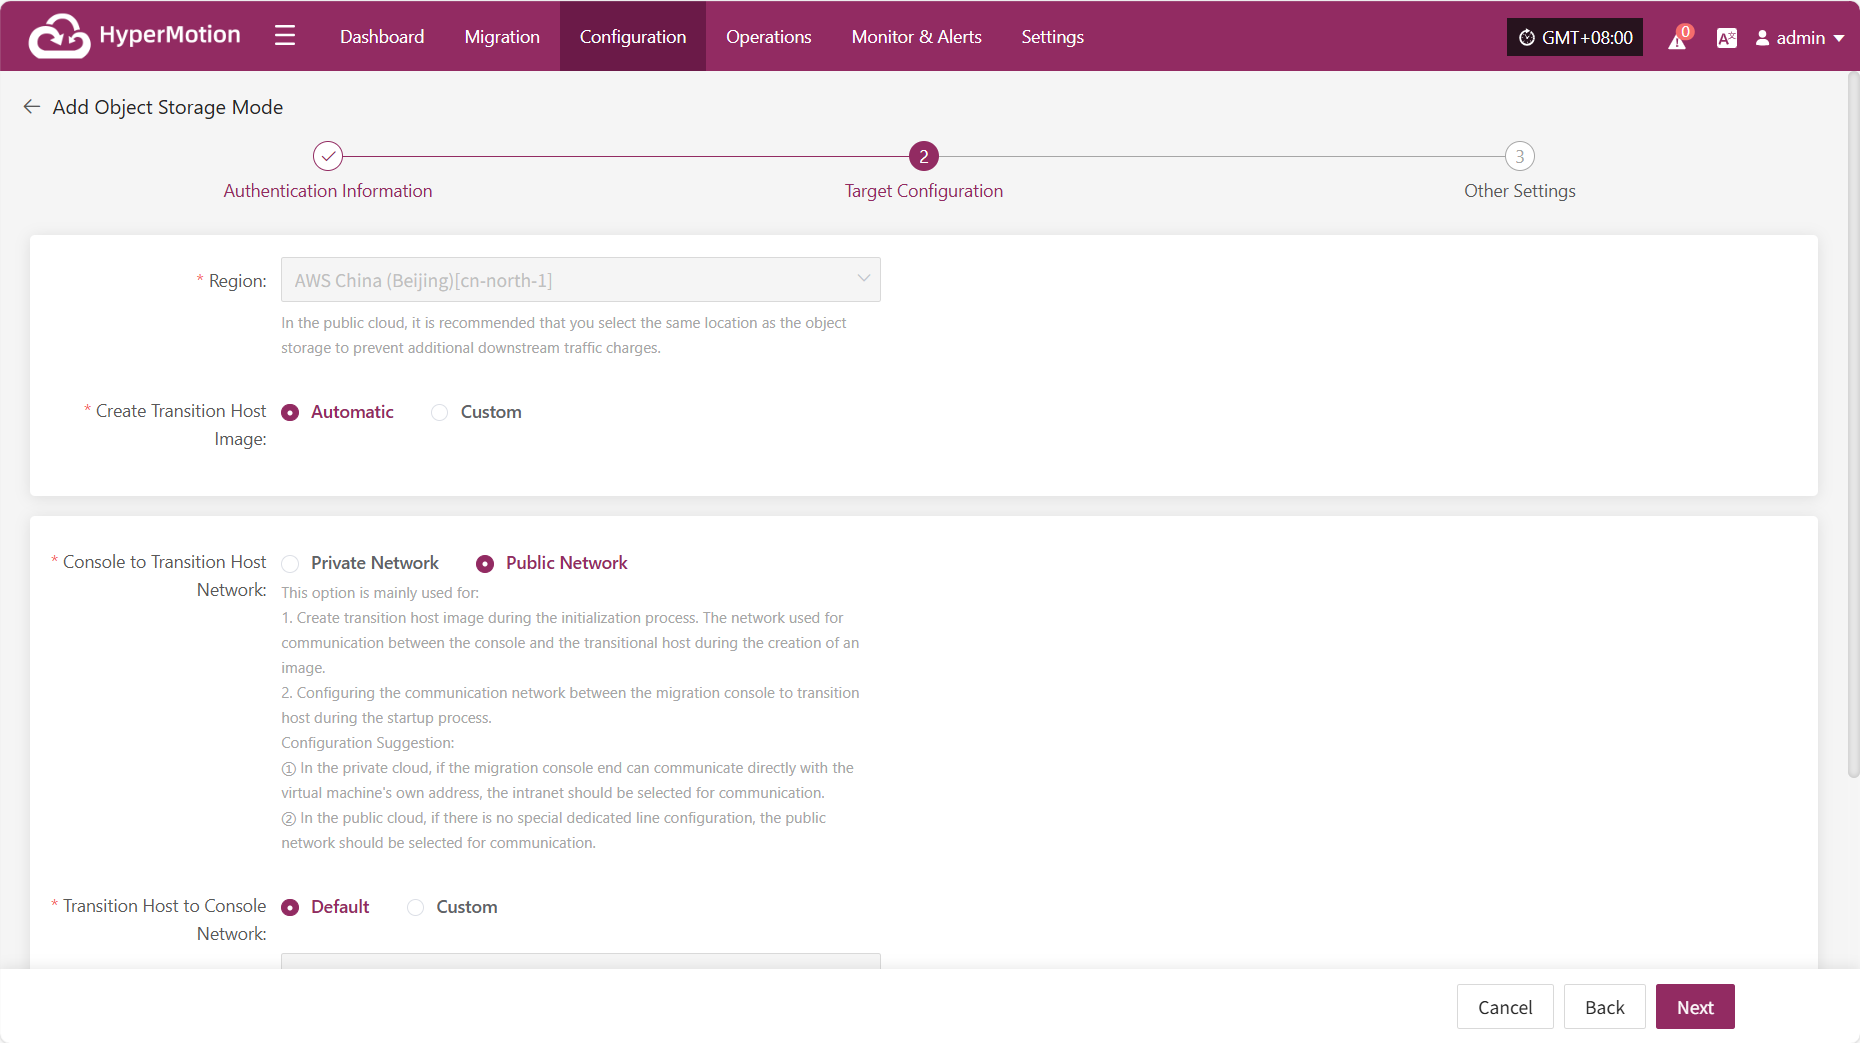 HyperMotion
Dashboard
Migration
Configuration
Operations
Monitor & Alerts
Settings
GMT+08:00
0
admin
Add Object Storage Mode
2
3
Authentication Information
Target Configuration
Other Settings
* Region:
AWS China (Beijing)[cn-north-1]
In the public cloud, it is recommended that you select the same location as the object
storage to prevent additional downstream traffic charges.
* Create Transition Host
Image:
Automatic
Custom
* Console to Transition Host
Network:
Private Network
Public Network
This option is mainly used for:
1. Create transition host image during the initialization process. The network used for
communication between the console and the transitional host during the creation of an
image.
2. Configuring the communication network between the migration console to transition
host during the startup process.
Configuration Suggestion:
① In the private cloud, if the migration console end can communicate directly with the
virtual machine's own address, the intranet should be selected for communication.
② In the public cloud, if there is no special dedicated line configuration, the public
network should be selected for communication.
* Transition Host to Console
Network:
Default
Custom
Cancel
Back
Next